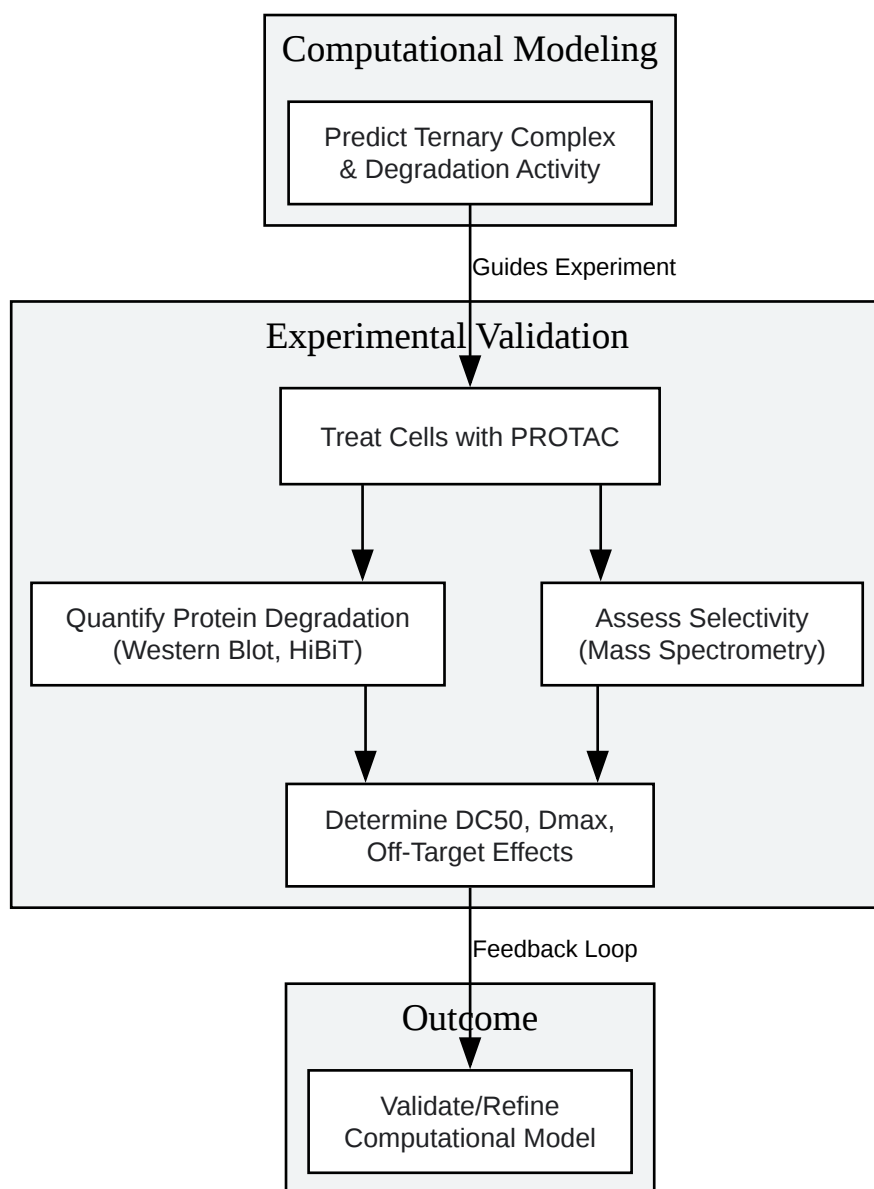 Computational Modeling
Predict Ternary Complex
& Degradation Activity
Guides Experiment
Experimental Validation
Treat Cells with PROTAC
Quantify Protein Degradation
(Western Blot, HiBiT)
Assess Selectivity
(Mass Spectrometry)
Determine DC50, Dmax,
Off-Target Effects
Feedback Loop
Outcome
Validate/Refine
Computational Model